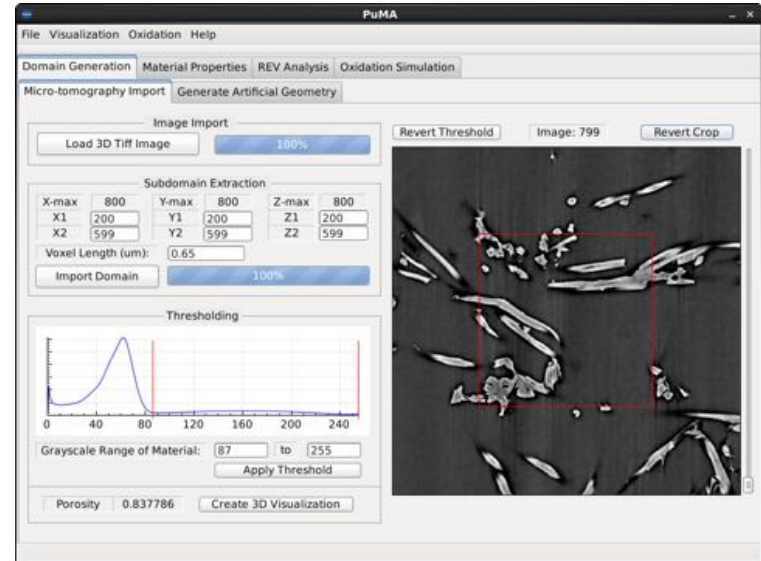 PuMA
File Visualization Oxidation Help
Domain Generation Material Properties REV Analysis Oxidation Simulation
Micro-tomography Import Generate Artificial Geometry
Image Import
Load 3D Tiff Image 100%
Subdomain Extraction
X-max 800 Y-max 800 Z-max 800
X1 200 Y1 200 Z1 200
X2 599 Y2 599 Z2 599
Voxel Length (um): 0.65
Import Domain 100%
Thresholding
0 40 80 120 160 200 240
Grayscale Range of Material: 87 to 255
Apply Threshold
Porosity 0.837786 Create 3D Visualization
Revert Threshold Image: 799 Revert Crop